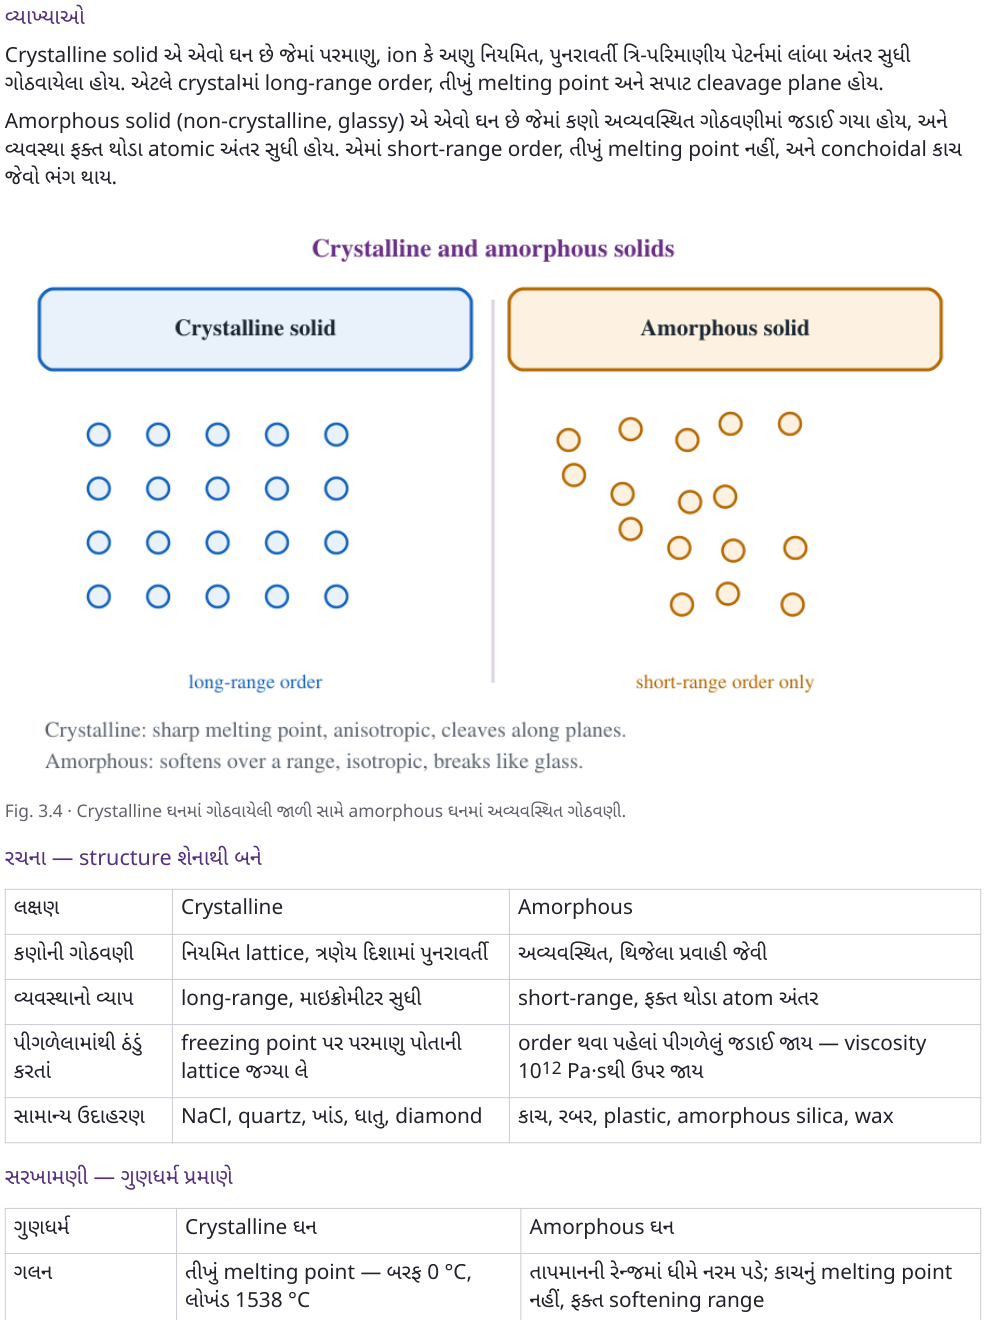 વ્યાખ્યાઓ
Crystalline solid એ એવો ઘન છે જેમાં પરમાણુ, ion કે અણુ નિયમિત, પુનરાવર્તી ત્રિ-પરિમાણીય પેટર્નમાં લાંબા અંતર સુધી
ગોઠવાયેલા હોય. એટલે crystalમાં long-range order, તીખું melting point અને સપાટ cleavage plane હોય.
Amorphous solid (non-crystalline, glassy) એ એવો ઘન છે જેમાં કણો અવ્યવસ્થિત ગોઠવણીમાં જડાઈ ગયા હોય, અને
વ્યવસ્થા ફક્ત થોડા atomic અંતર સુધી હોય. એમાં short-range order, તીખું melting point નહીં, અને conchoidal કાચ
જેવો ભંગ થાય.
Crystalline and amorphous solids
Crystalline solid
Amorphous solid
long-range order
short-range order only
Crystalline: sharp melting point, anisotropic, cleaves along planes.
Amorphous: softens over a range, isotropic, breaks like glass.
Fig. 3.4 · Crystalline ઘનમાં ગોઠવાયેલી જાળી સામે amorphous ઘનમાં અવ્યવસ્થિત ગોઠવણી.
રચના — structure શેનાથી બને
લક્ષણ Crystalline Amorphous
કણોની ગોઠવણી નિયમિત lattice, ત્રણેય દિશામાં પુનરાવર્તી અવ્યવસ્થિત, થિજેલા પ્રવાહી જેવી
વ્યવસ્થાનો વ્યાપ long-range, માઇક્રોમીટર સુધી short-range, ફક્ત થોડા atom અંતર
પીગળેલામાંથી ઠંડું freezing point પર પરમાણુ પોતાની order થવા પહેલાં પીગળેલું જડાઈ જાય — viscosity
કરતાં lattice જગ્યા લે 10¹² Pa·sથી ઉપર જાય
સામાન્ય ઉદાહરણ NaCl, quartz, ખાંડ, ધાતુ, diamond કાચ, રબર, plastic, amorphous silica, wax
સરખામણી — ગુણધર્મ પ્રમાણે
ગુણધર્મ Crystalline ઘન Amorphous ઘન
ગલન તીખું melting point — બરફ 0 °C, તાપમાનની રેન્જમાં ધીમે નરમ પડે; કાચનું melting point
લોખંડ 1538 °C નહીં, ફક્ત softening range